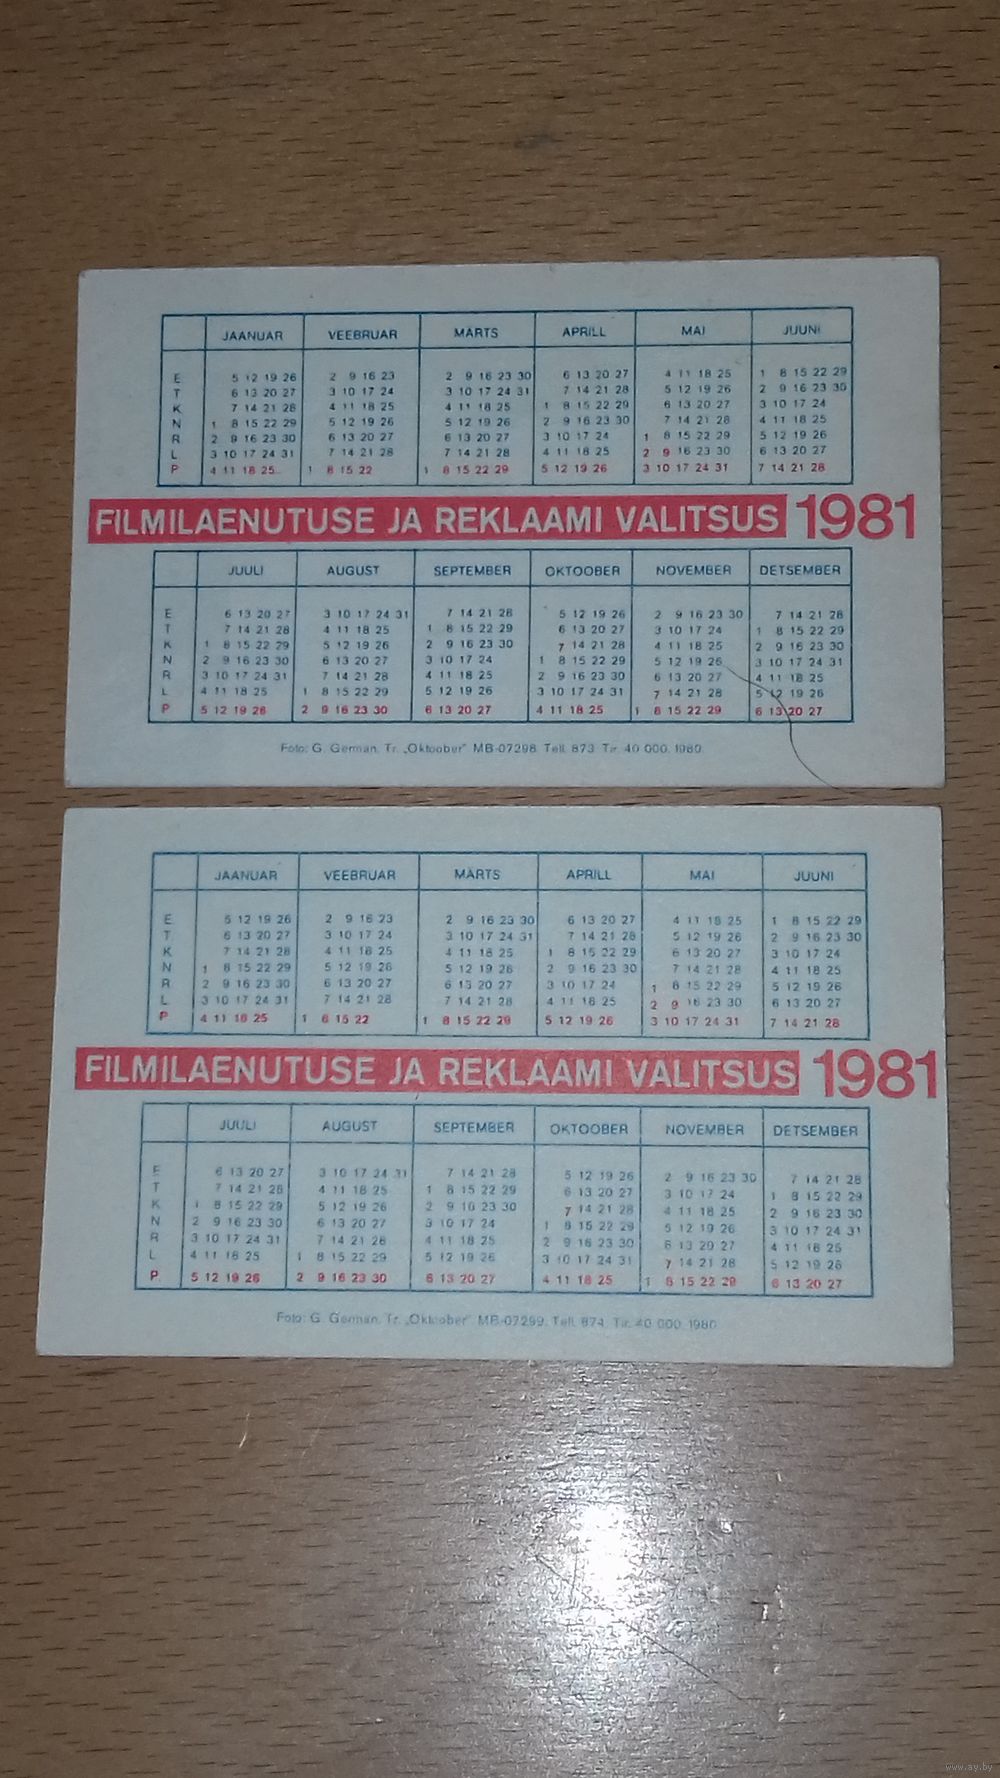 JAANUAR VEEBRUAR MÄRTS APRILL MAI JUUNI
E 5 12 19 26 2 9 16 23 2 9 16 23 30 6 13 20 27 4 11 18 25 1 8 15 22 29
T 6 13 20 27 3 10 17 24 3 10 17 24 31 7 14 21 28 5 12 19 26 2 9 16 23 30
K 7 14 21 28 4 11 18 25 4 11 18 25 1 8 15 22 29 6 13 20 27 3 10 17 24
N 1 8 15 22 29 5 12 19 26 5 12 19 26 2 9 16 23 30 7 14 21 28 4 11 18 25
R 2 9 16 23 30 6 13 20 27 6 13 20 27 3 10 17 24 1 8 15 22 29 5 12 19 26
L 3 10 17 24 31 7 14 21 28 7 14 21 28 4 11 18 25 2 9 16 23 30 6 13 20 27
P 4 11 18 25 1 8 15 22 1 8 15 22 29 5 12 19 26 3 10 17 24 31 7 14 21 28
FILMILAENUTUSE JA REKLAAMI VALITSUS 1981
JUULI AUGUST SEPTEMBER OKTOOBER NOVEMBER DETSEMBER
E 6 13 20 27 3 10 17 24 31 7 14 21 28 5 12 19 26 2 9 16 23 30 7 14 21 28
T 7 14 21 28 4 11 18 25 1 8 15 22 29 6 13 20 27 3 10 17 24 1 8 15 22 29
K 1 8 15 22 29 5 12 19 26 2 9 16 23 30 7 14 21 28 4 11 18 25 2 9 16 23 30
N 2 9 16 23 30 6 13 20 27 3 10 17 24 1 8 15 22 29 5 12 19 26 3 10 17 24 31
R 3 10 17 24 31 7 14 21 28 4 11 18 25 2 9 16 23 30 6 13 20 27 4 11 18 25
L 4 11 18 25 1 8 15 22 29 5 12 19 26 3 10 17 24 31 7 14 21 28 5 12 19 26
P 5 12 19 26 2 9 16 23 30 6 13 20 27 4 11 18 25 1 8 15 22 29 6 13 20 27
Foto: G. German. Tr. „Oktoober" MB-07298. Tell. 873. Tir. 40 000. 1980.
JAANUAR VEEBRUAR MÄRTS APRILL MAI JUUNI
E 5 12 19 26 2 9 16 23 2 9 16 23 30 6 13 20 27 4 11 18 25 1 8 15 22 29
T 6 13 20 27 3 10 17 24 3 10 17 24 31 7 14 21 28 5 12 19 26 2 9 16 23 30
K 7 14 21 28 4 11 18 25 4 11 18 25 1 8 15 22 29 6 13 20 27 3 10 17 24
N 1 8 15 22 29 5 12 19 26 5 12 19 26 2 9 16 23 30 7 14 21 28 4 11 18 25
R 2 9 16 23 30 6 13 20 27 6 13 20 27 3 10 17 24 1 8 15 22 29 5 12 19 26
L 3 10 17 24 31 7 14 21 28 7 14 21 28 4 11 18 25 2 9 16 23 30 6 13 20 27
P 4 11 18 25 1 8 15 22 1 8 15 22 29 5 12 19 26 3 10 17 24 31 7 14 21 28
FILMILAENUTUSE JA REKLAAMI VALITSUS 1981
JUULI AUGUST SEPTEMBER OKTOOBER NOVEMBER DETSEMBER
E 6 13 20 27 3 10 17 24 31 7 14 21 28 5 12 19 26 2 9 16 23 30 7 14 21 28
T 7 14 21 28 4 11 18 25 1 8 15 22 29 6 13 20 27 3 10 17 24 1 8 15 22 29
K 1 8 15 22 29 5 12 19 26 2 9 16 23 30 7 14 21 28 4 11 18 25 2 9 16 23 30
N 2 9 16 23 30 6 13 20 27 3 10 17 24 1 8 15 22 29 5 12 19 26 3 10 17 24 31
R 3 10 17 24 31 7 14 21 28 4 11 18 25 2 9 16 23 30 6 13 20 27 4 11 18 25
L 4 11 18 25 1 8 15 22 29 5 12 19 26 3 10 17 24 31 7 14 21 28 5 12 19 26
P. 5 12 19 26 2 9 16 23 30 6 13 20 27 4 11 18 25 1 8 15 22 29 6 13 20 27
Foto: G. German. Tr. „Oktoober" MB-07299. Tell. 874. Tir. 40 000. 1980
www.ay.by